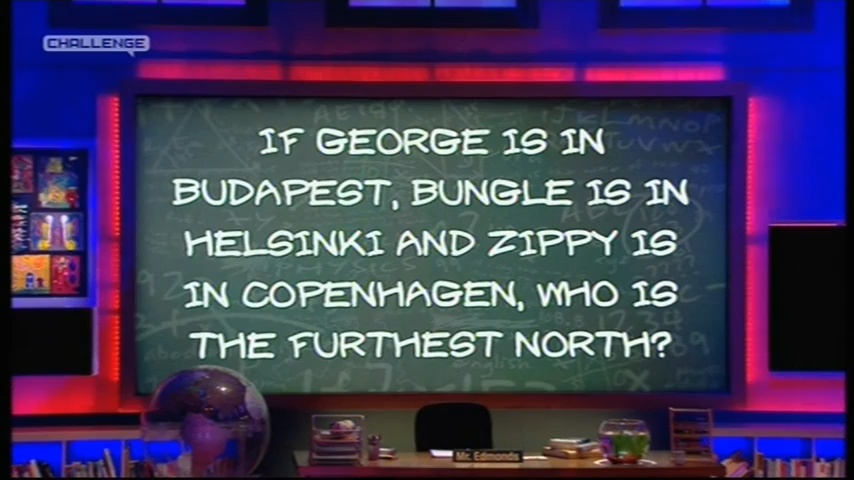 CHALLENGE
IF GEORGE IS IN
BUDAPEST, BUNGLE IS IN
HELSINKI AND ZIPPY IS
IN COPENHAGEN, WHO IS
THE FURTHEST NORTH?
Mr. Edmonds